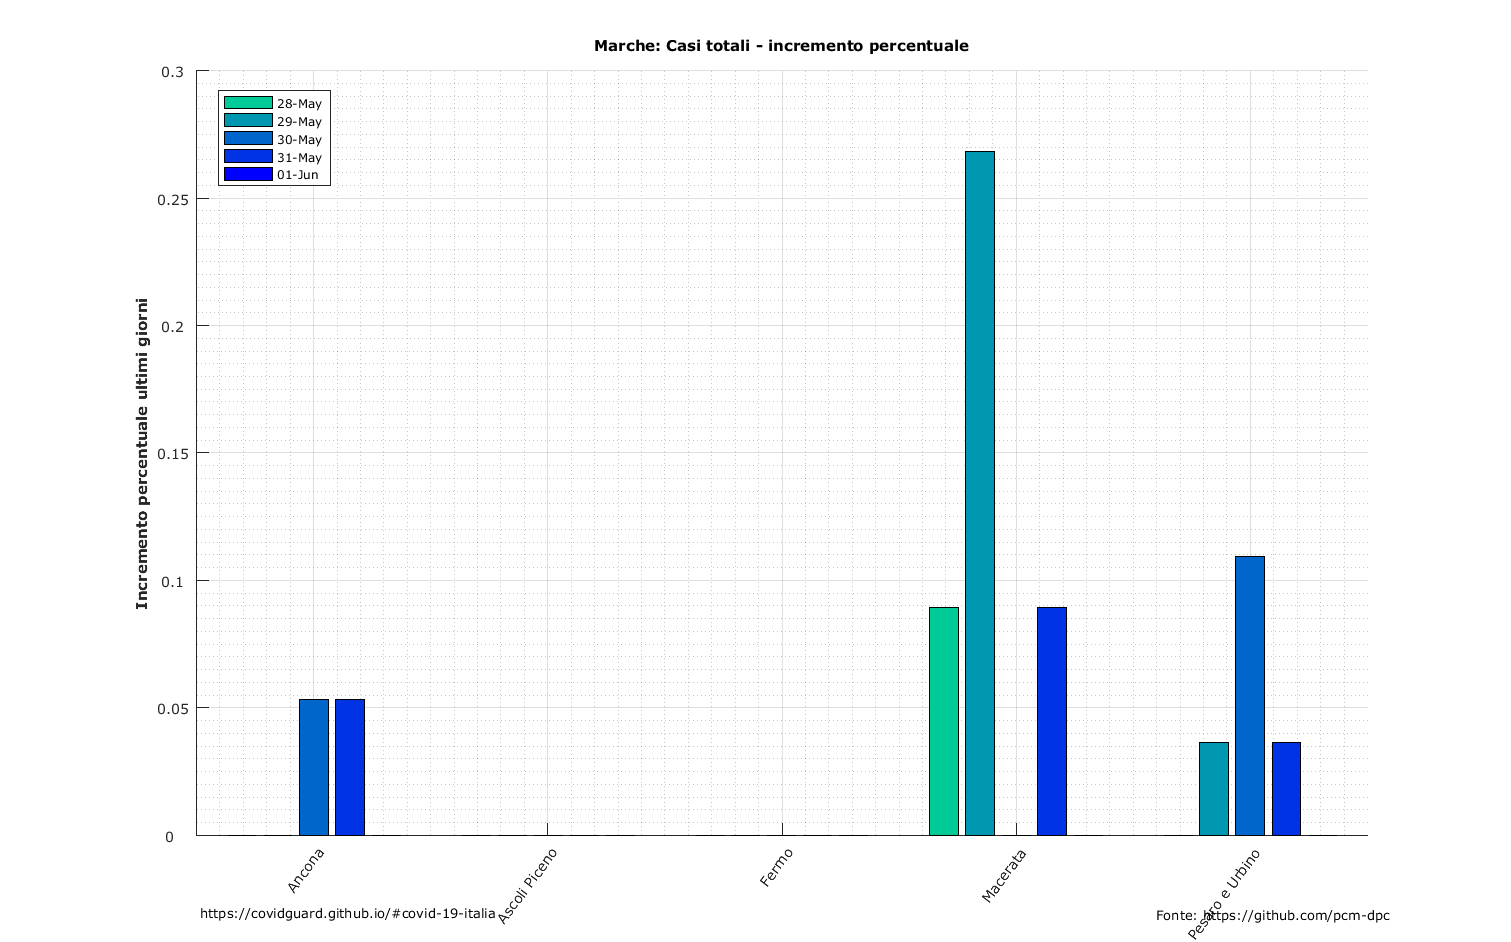 Marche: Casi totali - incremento percentuale
0.3
0.25
0.2
0.15
0.1
0.05
0
Incremento percentuale ultimi giorni
28-May
29-May
30-May
31-May
01-Jun
Ancona
Ascoli Piceno
Fermo
Macerata
Pesaro e Urbino
https://covidguard.github.io/#covid-19-italia
Fonte: https://github.com/pcm-dpc